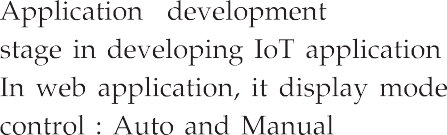 Application development
stage in developing IoT application
In web application, it display mode
control : Auto and Manual